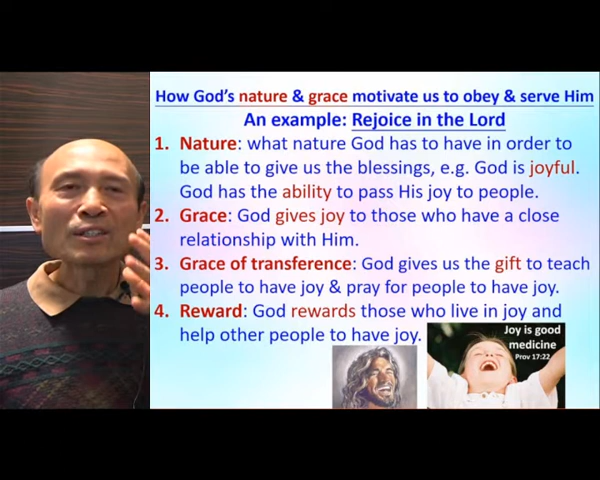 How God's nature & grace motivate us to obey & serve Him
An example: Rejoice in the Lord
1. Nature: what nature God has to have in order to
be able to give us the blessings, e.g. God is joyful.
God has the ability to pass His joy to people.
2. Grace: God gives joy to those who have a close
relationship with Him.
3. Grace of transference: God gives us the gift to teach
people to have joy & pray for people to have joy.
4. Reward: God rewards those who live in joy and
help other people to have joy.
Joy is good
medicine
Prov 17:22